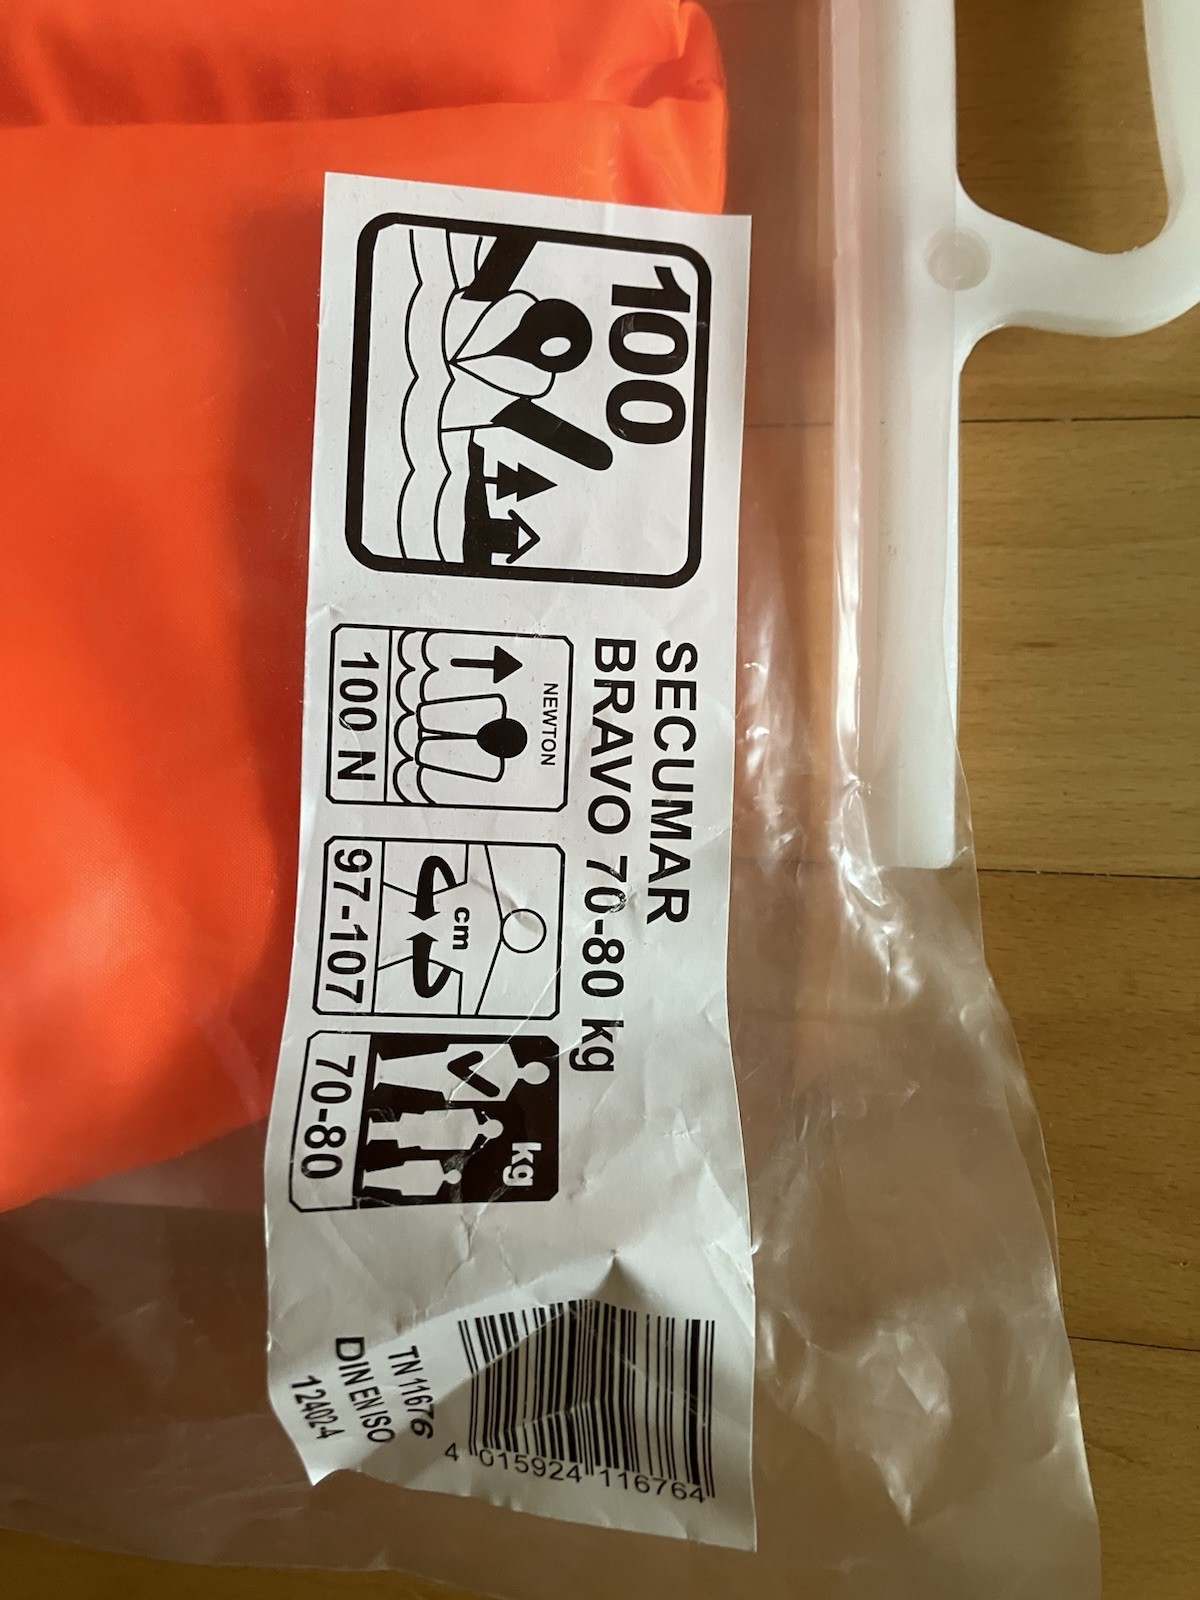 100
SECUMAR
BRAVO 70-80 kg
NEWTON
100 N
cm
97-107
kg
70-80
4 015924 116764
TN 11676
DIN EN ISO
12402-4